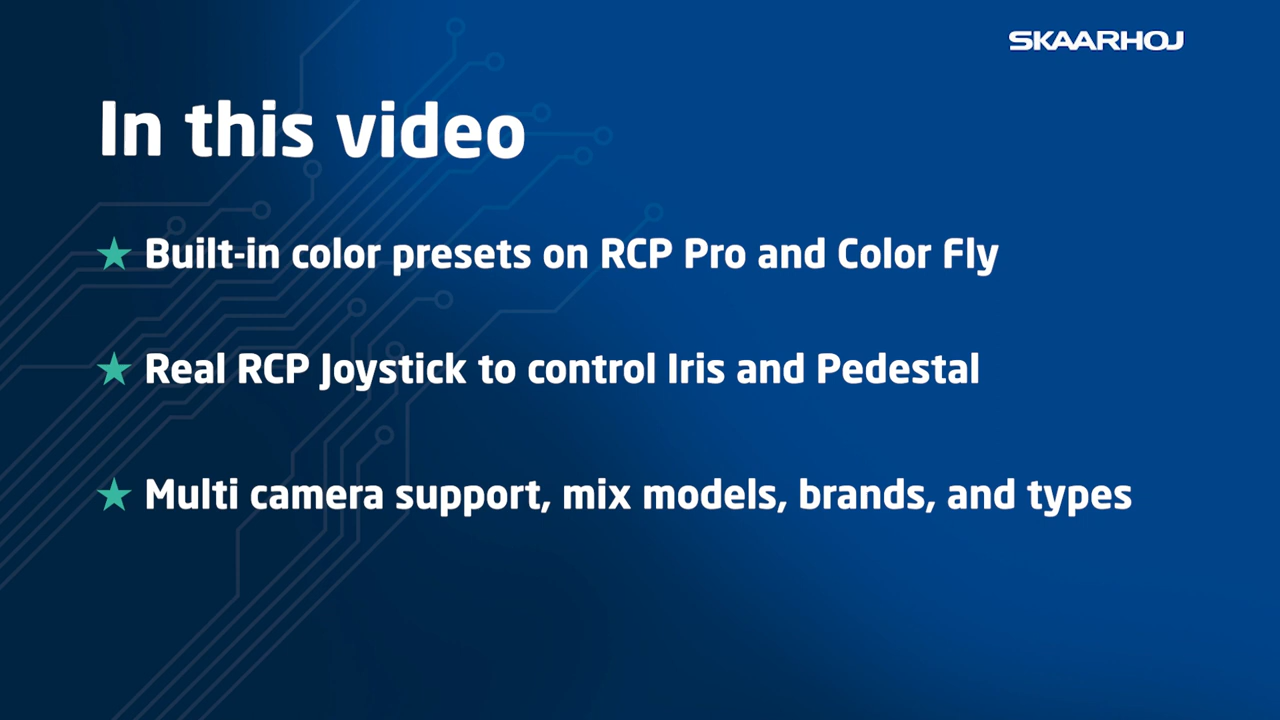 SKAARHOJ
In this video
Built-in color presets on RCP Pro and Color Fly
Real RCP Joystick to control Iris and Pedestal
Multi camera support, mix models, brands, and types